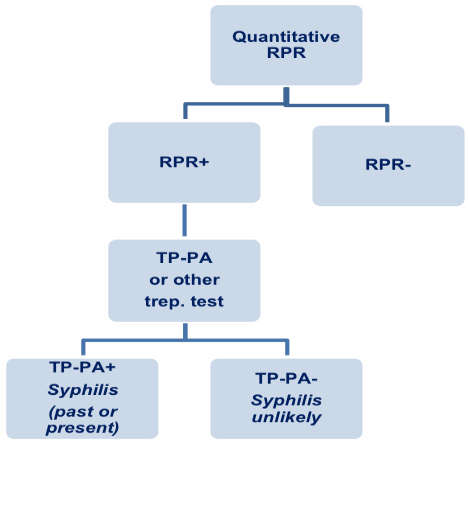 Quantitative
RPR
RPR+
RPR-
TP-PA
or other
trep. test
TP-PA+
Syphilis
(past or
present)
TP-PA-
Syphilis
unlikely